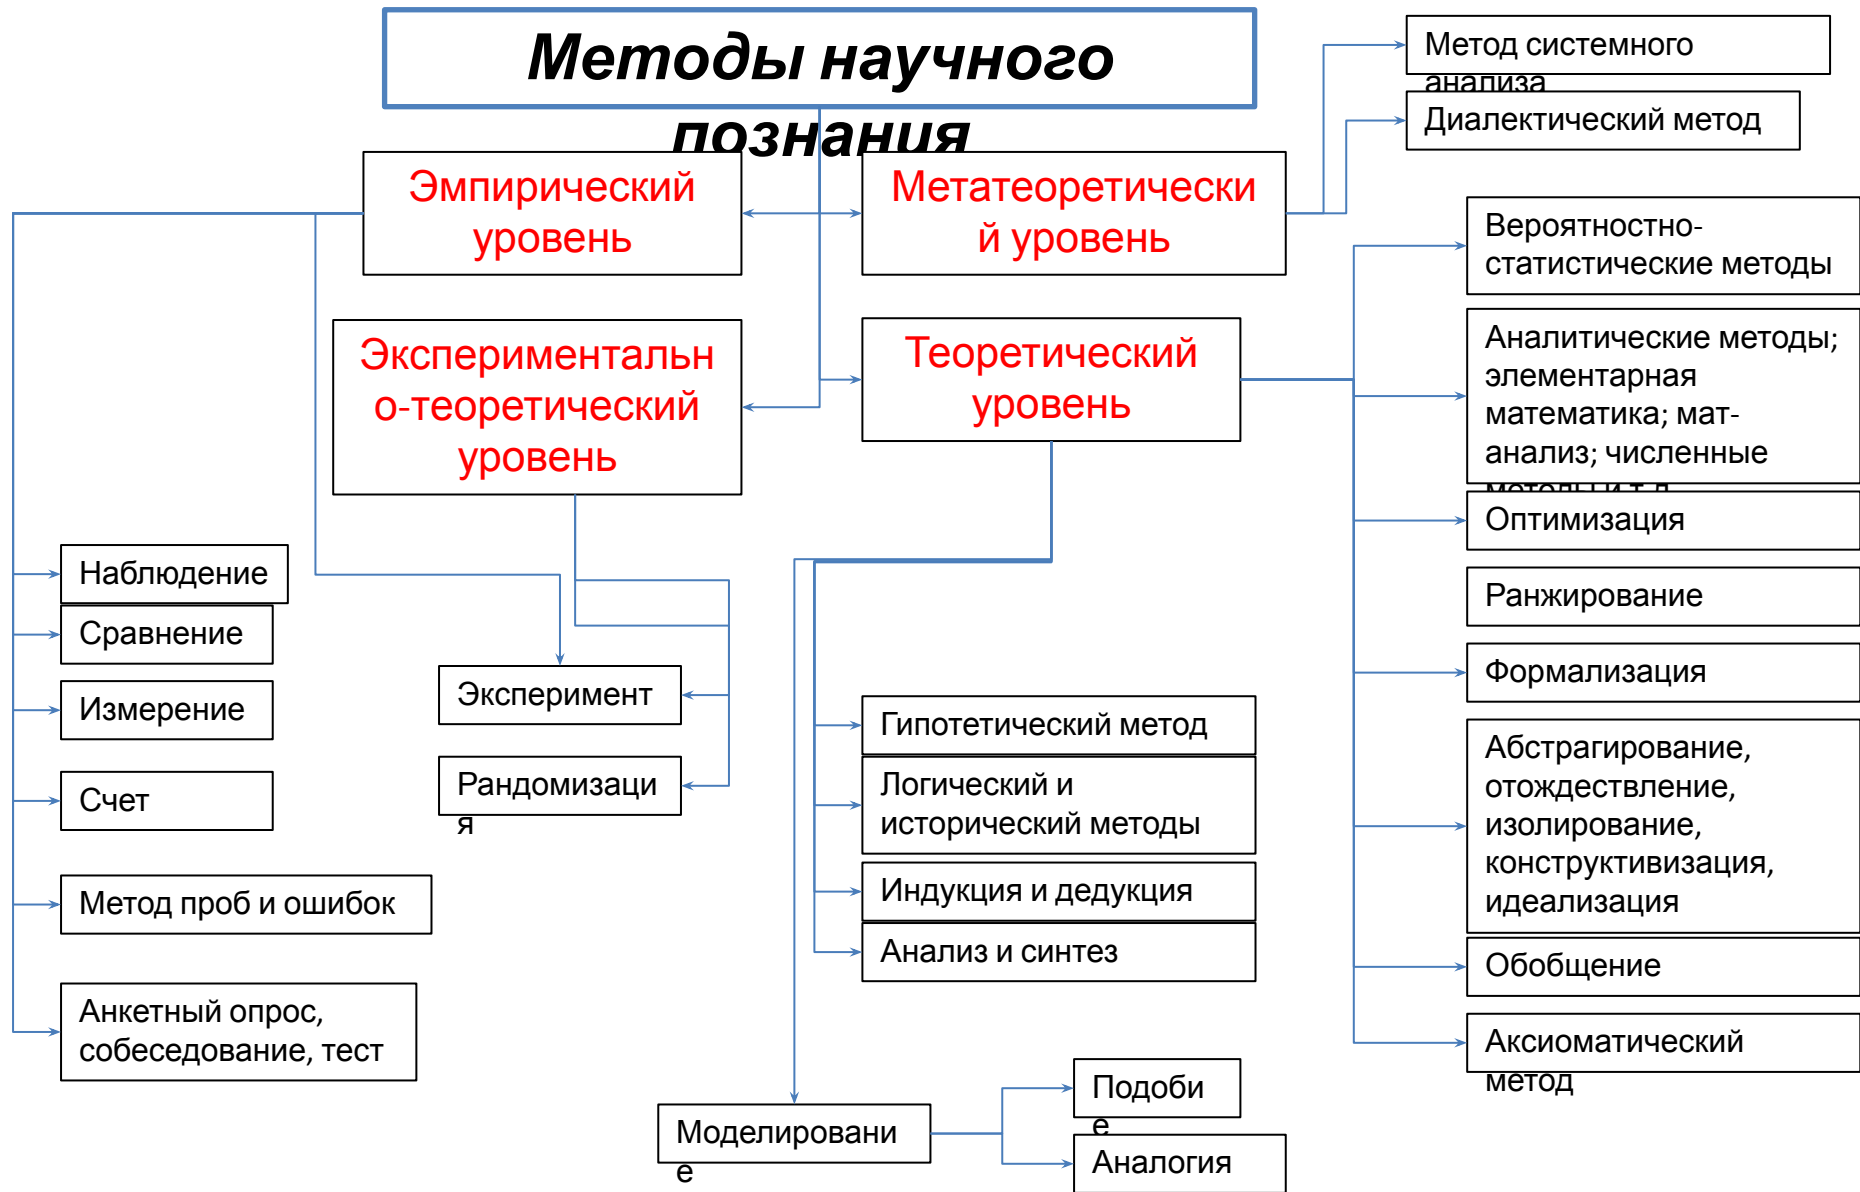 Методы научного
познания
Метод системного
анализа
Диалектический метод
Эмпирический
уровень
Метатеоретически
й уровень
Вероятностно-
статистические методы
Экспериментальн
о-теоретический
уровень
Теоретический
уровень
Аналитические методы;
элементарная
математика; мат-
анализ; численные
методы и т.д
Оптимизация
Ранжирование
Формализация
Абстрагирование,
отождествление,
изолирование,
конструктивизация,
идеализация
Обобщение
Аксиоматический
метод
Наблюдение
Сравнение
Измерение
Счет
Метод проб и ошибок
Анкетный опрос,
собеседование, тест
Эксперимент
Рандомизаци
я
Гипотетический метод
Логический и
исторический методы
Индукция и дедукция
Анализ и синтез
Моделировани
е
Подоби
е
Аналогия